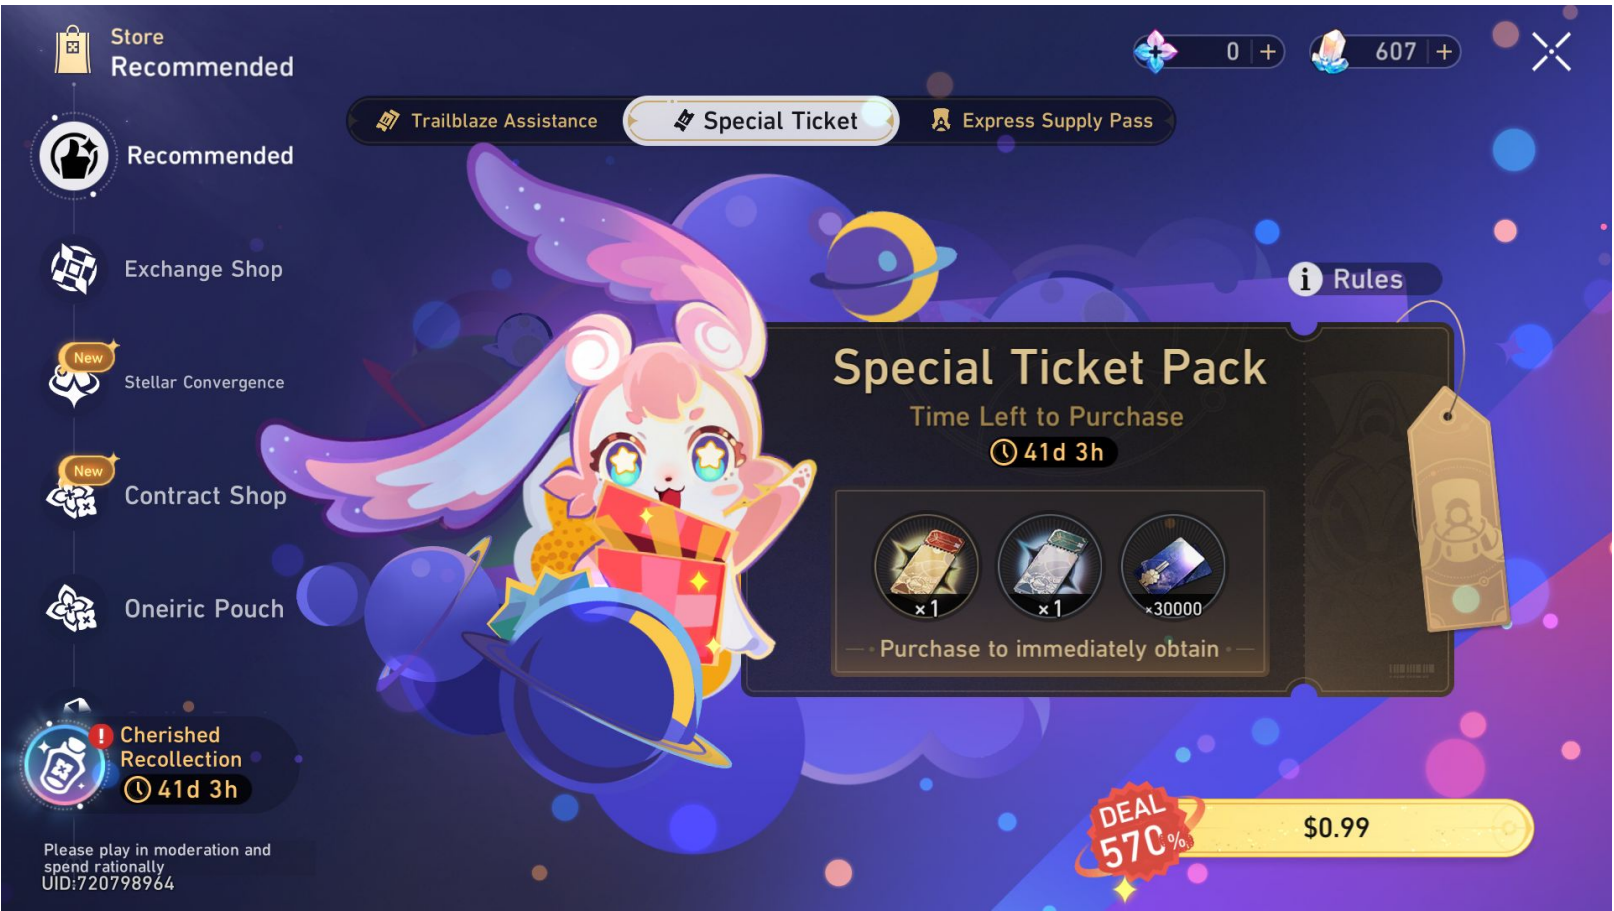 Store
Recommended
0 +
607 +
Trailblaze Assistance
Special Ticket
Express Supply Pass
Recommended
Exchange Shop
New
Stellar Convergence
New
Contract Shop
Oneiric Pouch
Cherished
Recollection
41d 3h
Please play in moderation and
spend rationally
UID:720798964
Rules
Special Ticket Pack
Time Left to Purchase
41d 3h
×1
×1
×30000
Purchase to immediately obtain
DEAL
570%
$0.99